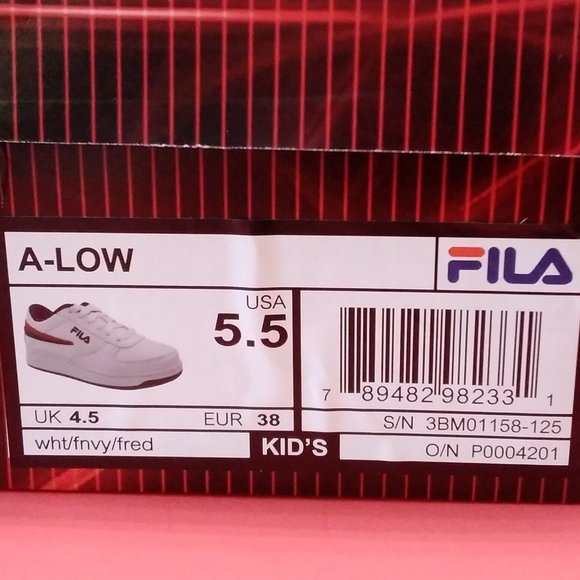 A-LOW
FILA
FILA
USA
5.5
7 89482 98233 1
UK 4.5 EUR 38
S/N 3BM01158-125
wht/fnvy/fred
KID'S
O/N P0004201